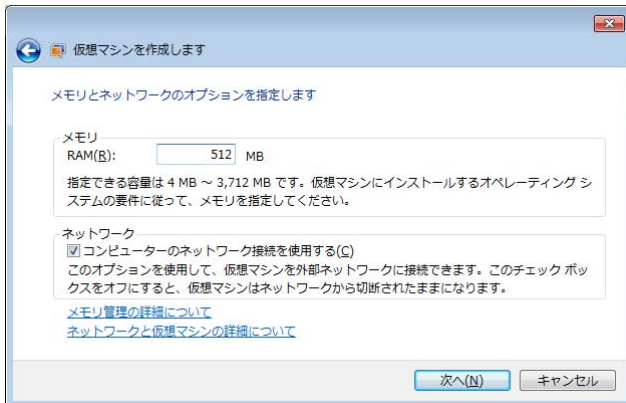 仮想マシンを作成します
メモリとネットワークのオプションを指定します
メモリ
RAM(R): 512 MB
指定できる容量は 4 MB ～ 3,712 MB です。仮想マシンにインストールするオペレーティング シ
ステムの要件に従って、メモリを指定してください。
ネットワーク
コンピューターのネットワーク接続を使用する(C)
このオプションを使用して、仮想マシンを外部ネットワークに接続できます。このチェック ボッ
クスをオフにすると、仮想マシンはネットワークから切断されたままになります。
メモリ管理の詳細について
ネットワークと仮想マシンの詳細について
次へ(N) キャンセル